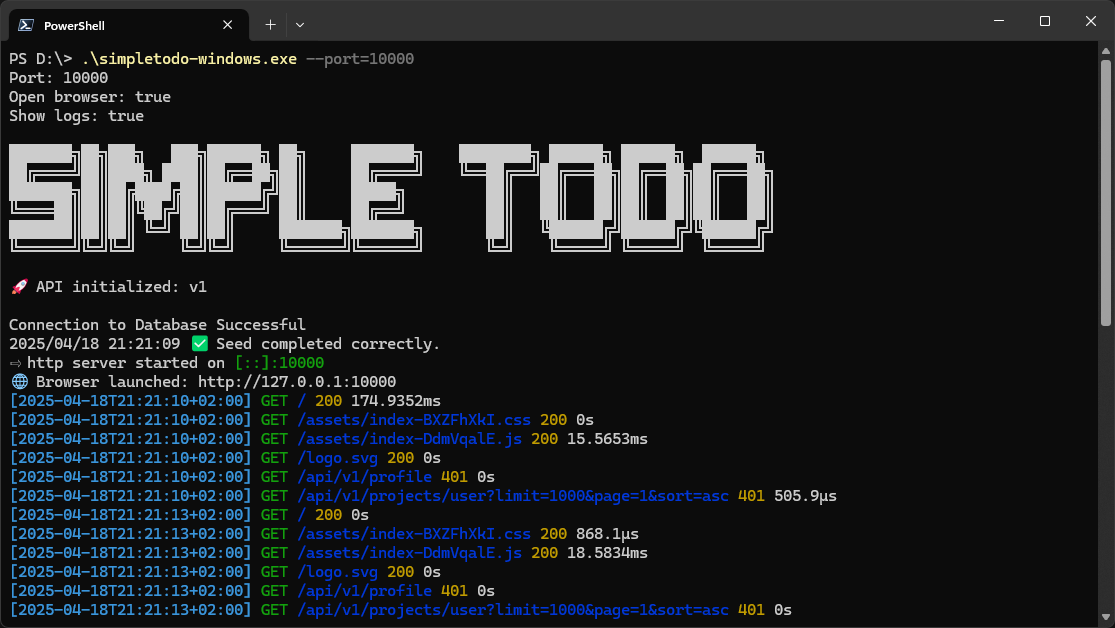 PowerShell
PS D:\> .\simpletodo-windows.exe --port=10000
Port: 10000
Open browser: true
Show logs: true
SIMPLE TODO
🚀 API initialized: v1
Connection to Database Successful
2025/04/18 21:21:09 ✅ Seed completed correctly.
⇨ http server started on [::]:10000
🌐 Browser launched: http://127.0.0.1:10000
[2025-04-18T21:21:10+02:00] GET / 200 174.9352ms
[2025-04-18T21:21:10+02:00] GET /assets/index-BXZFhXkI.css 200 0s
[2025-04-18T21:21:10+02:00] GET /assets/index-DdmVqalE.js 200 15.5653ms
[2025-04-18T21:21:10+02:00] GET /logo.svg 200 0s
[2025-04-18T21:21:10+02:00] GET /api/v1/profile 401 0s
[2025-04-18T21:21:10+02:00] GET /api/v1/projects/user?limit=1000&page=1&sort=asc 401 505.9µs
[2025-04-18T21:21:13+02:00] GET / 200 0s
[2025-04-18T21:21:13+02:00] GET /assets/index-BXZFhXkI.css 200 868.1µs
[2025-04-18T21:21:13+02:00] GET /assets/index-DdmVqalE.js 200 18.5834ms
[2025-04-18T21:21:13+02:00] GET /logo.svg 200 0s
[2025-04-18T21:21:13+02:00] GET /api/v1/profile 401 0s
[2025-04-18T21:21:13+02:00] GET /api/v1/projects/user?limit=1000&page=1&sort=asc 401 0s